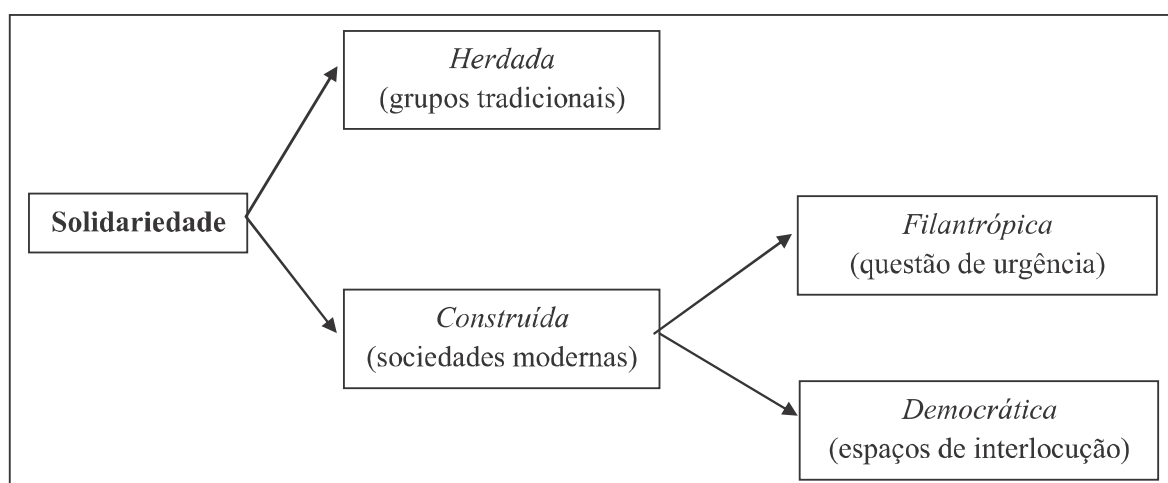 Solidariedade
Herdada
(grupos tradicionais)
Construída
(sociedades modernas)
Filantrópica
(questão de urgência)
Democrática
(espaços de interlocução)